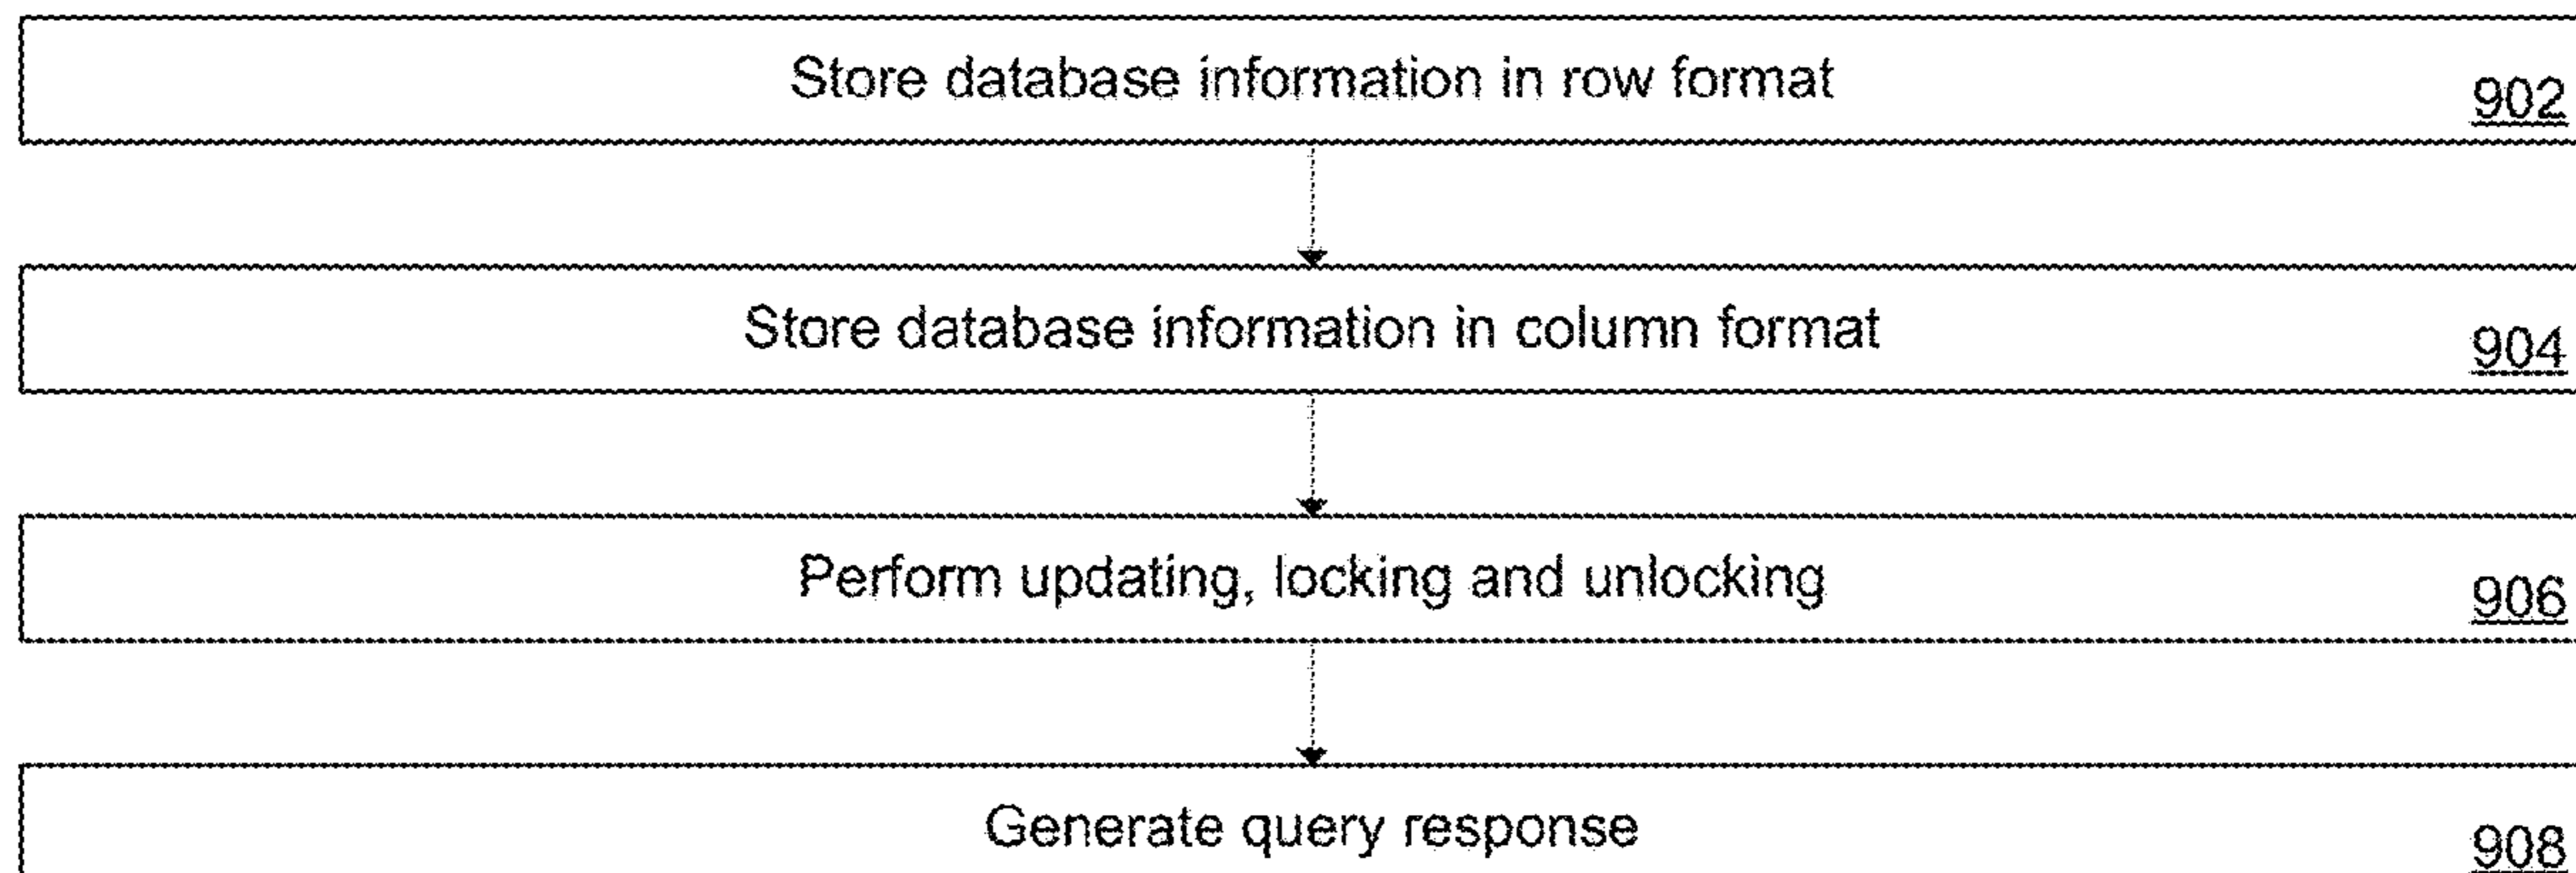 Store database information in row format
902
Store database information in column format
904
Perform updating, locking and unlocking
906
Generate query response
908